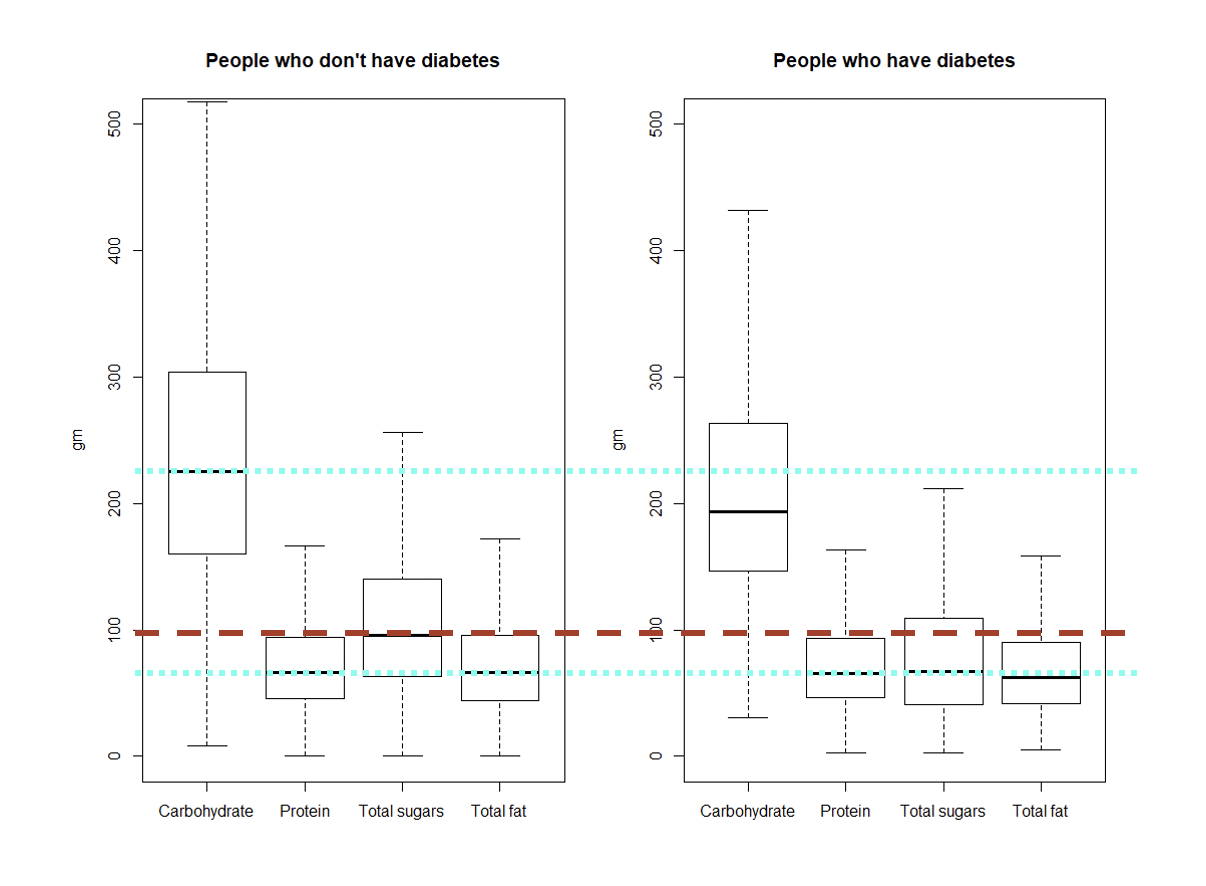 People who don't have diabetes
500
400
300
200
100
0
gm
Carbohydrate Protein Total sugars Total fat
People who have diabetes
500
400
300
200
100
0
gm
Carbohydrate Protein Total sugars Total fat